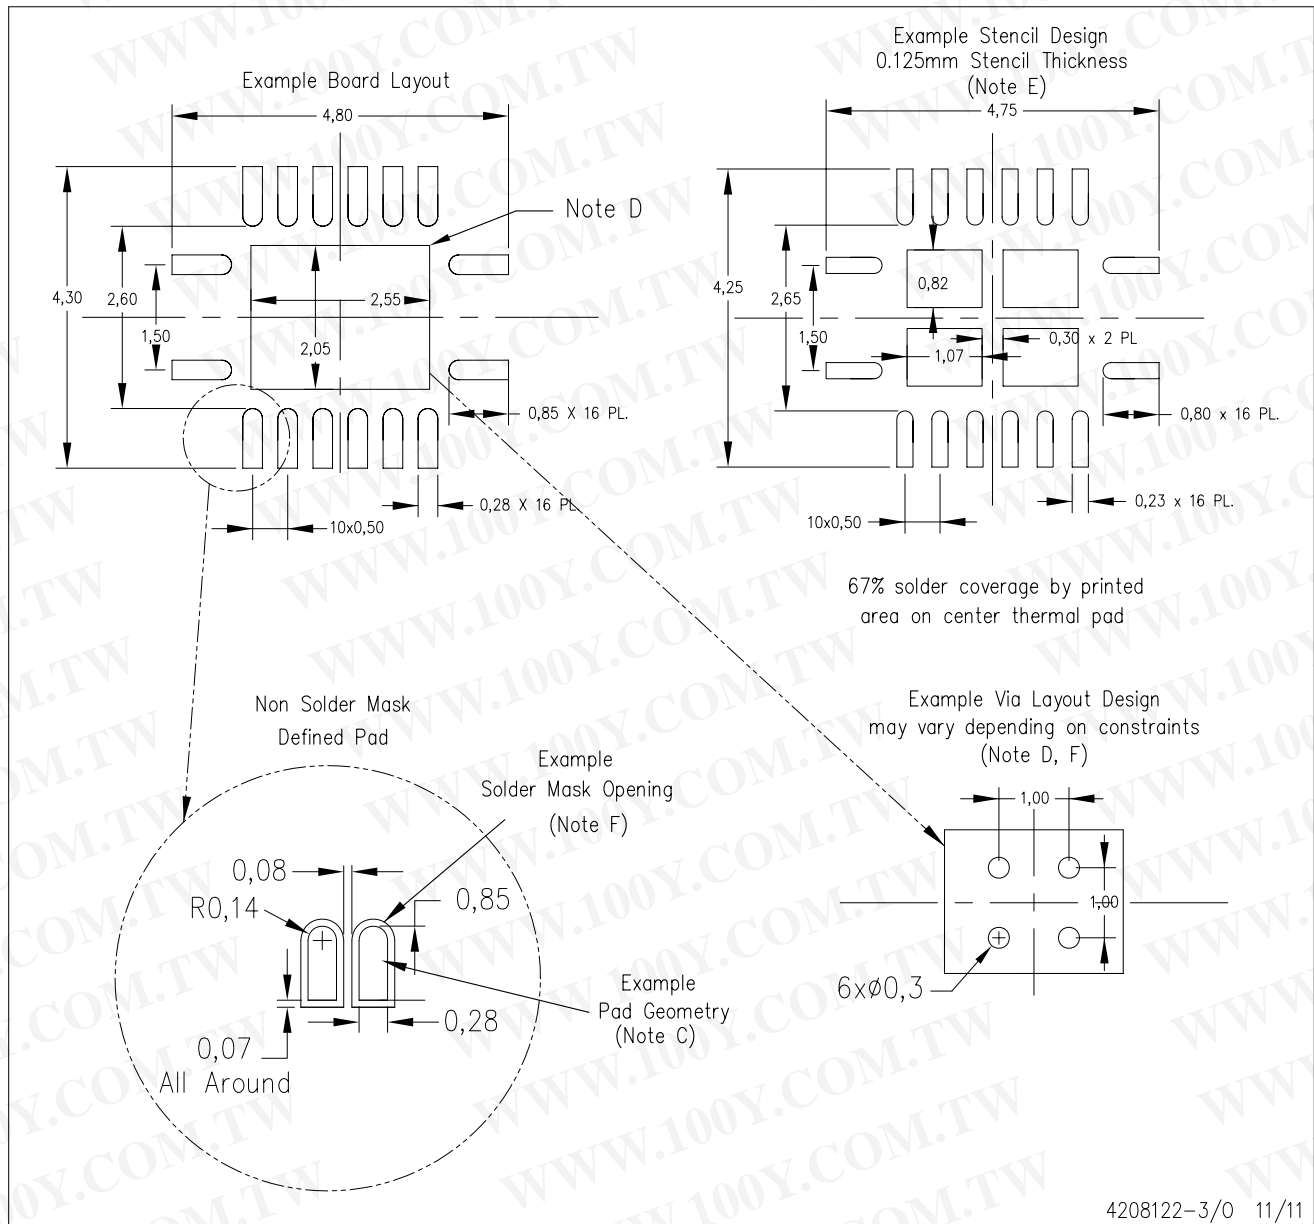 Example Board Layout
4,80
4,30
2,60
1,50
2,55
2,05
Note D
0,85 X 16 PL.
0,28 X 16 PL.
10x0,50
Example Stencil Design
0.125mm Stencil Thickness
(Note E)
4,75
4,25
2,65
1,50
0,82
1,07
0,30 x 2 PL
0,80 x 16 PL.
0,23 x 16 PL.
10x0,50
67% solder coverage by printed
area on center thermal pad
Non Solder Mask
Defined Pad
Example
Solder Mask Opening
(Note F)
0,08
R0,14
0,85
0,28
0,07
All Around
Example
Pad Geometry
(Note C)
Example Via Layout Design
may vary depending on constraints
(Note D, F)
1,00
1,00
6xø0,3
4208122-3/O 11/11
WWW.100Y.COM.TW